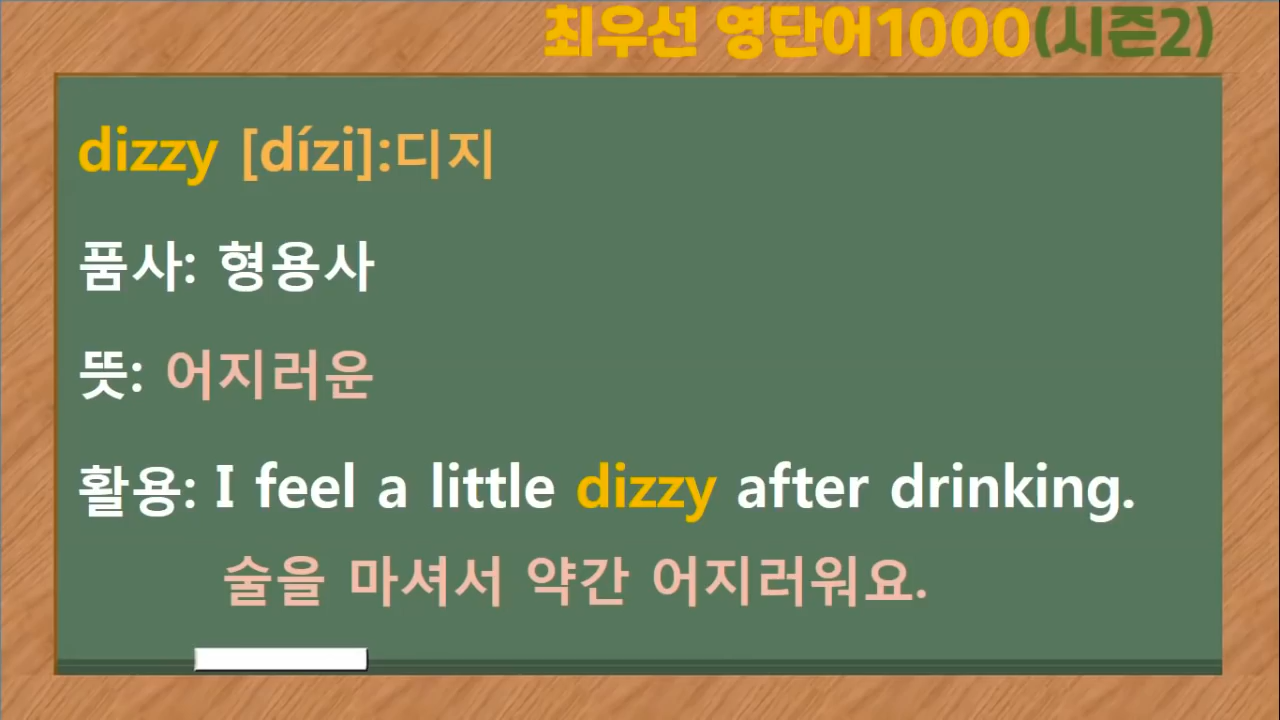 최우선 영단어1000(시즌2)
dizzy [dízi]:디지
품사: 형용사
뜻: 어지러운
활용: I feel a little dizzy after drinking.
술을 마셔서 약간 어지러워요.